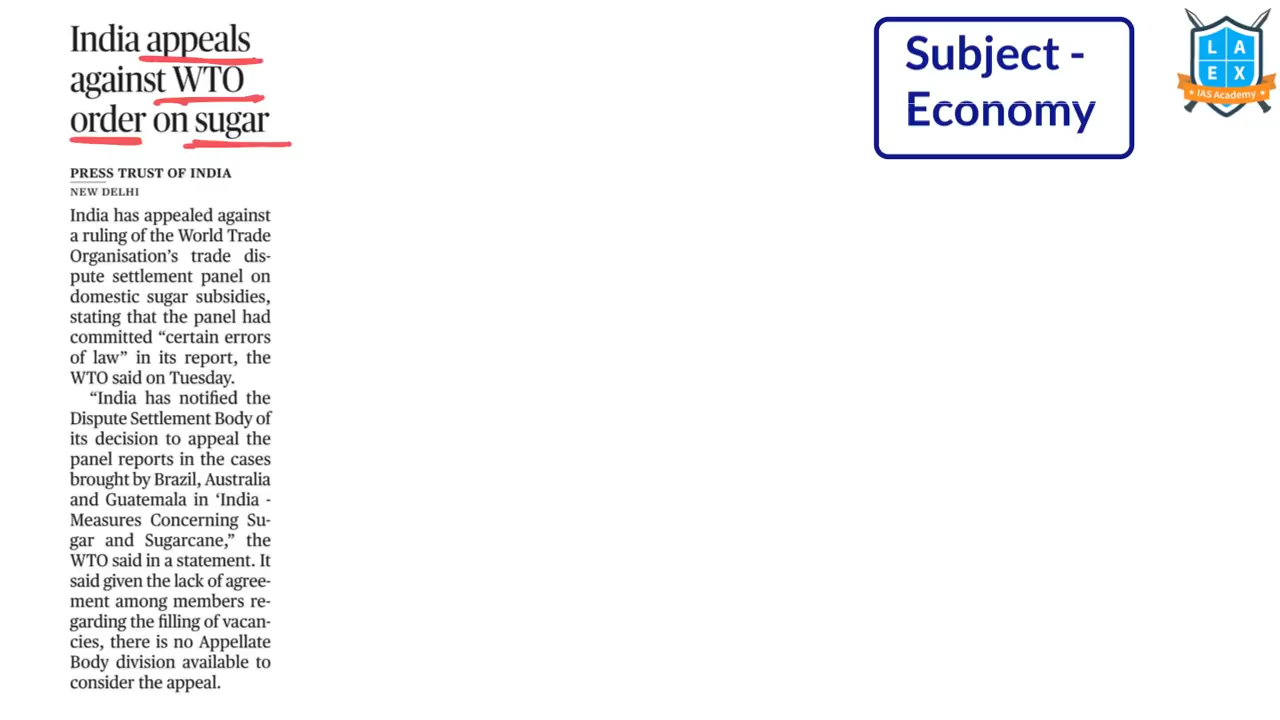 India appeals
against WTO
order on sugar
PRESS TRUST OF INDIA
NEW DELHI
India has appealed against
a ruling of the World Trade
Organisation's trade dis-
pute settlement panel on
domestic sugar subsidies,
stating that the panel had
committed “certain errors
of law” in its report, the
WTO said on Tuesday.
“India has notified the
Dispute Settlement Body of
its decision to appeal the
panel reports in the cases
brought by Brazil, Australia
and Guatemala in ‘India -
Measures Concerning Su-
gar and Sugarcane,” the
WTO said in a statement. It
said given the lack of agree-
ment among members re-
garding the filling of vacan-
cies, there is no Appellate
Body division available to
consider the appeal.
Subject -
Economy
L A
E X
IAS Academy